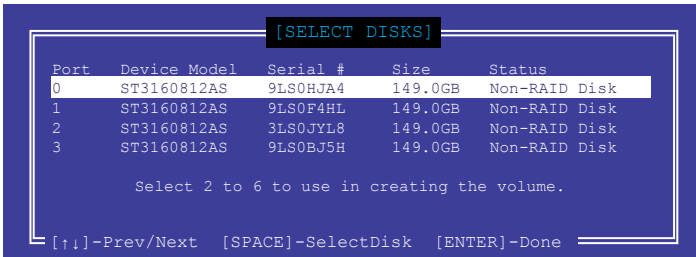 [SELECT DISKS]
Port Device Model Serial # Size Status
0 ST3160812AS 9LS0HJA4 149.0GB Non-RAID Disk
1 ST3160812AS 9LS0F4HL 149.0GB Non-RAID Disk
2 ST3160812AS 3LS0JYL8 149.0GB Non-RAID Disk
3 ST3160812AS 9LS0BJ5H 149.0GB Non-RAID Disk
Select 2 to 6 to use in creating the volume.
[↑↓]-Prev/Next [SPACE]-SelectDisk [ENTER]-Done